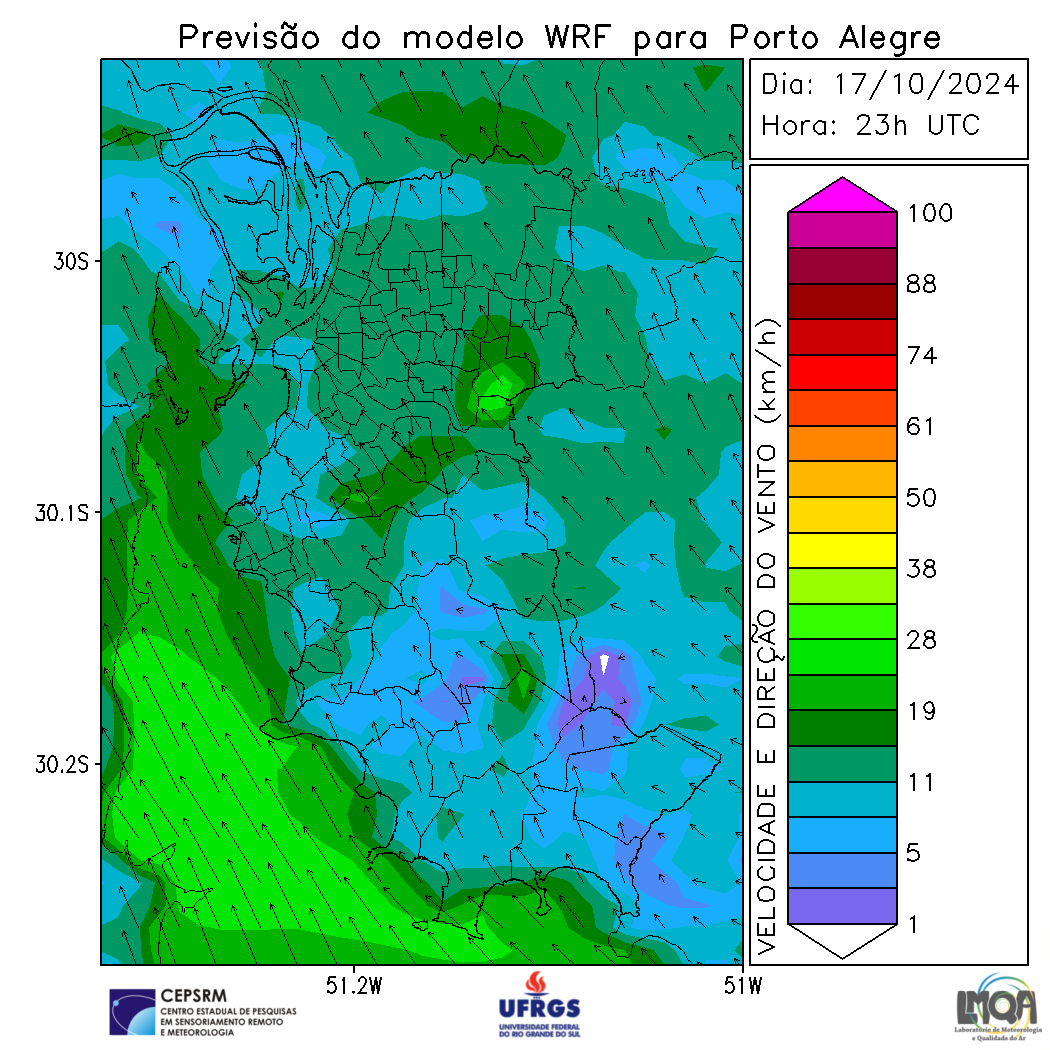 Previsão do modelo WRF para Porto Alegre
Dia: 17/10/2024
Hora: 23h UTC
30S
30.1S
30.2S
51.2W
51W
VELOCIDADE E DIREÇÃO DO VENTO (km/h)
100
88
74
61
50
38
28
19
11
5
1
CEPSRM
CENTRO ESTADUAL DE PESQUISAS
EM SENSORIAMENTO REMOTO
E METEOROLOGIA
UFRGS
UNIVERSIDADE FEDERAL
DO RIO GRANDE DO SUL
LMQA
Laboratório de Meteorologia
e Qualidade do Ar